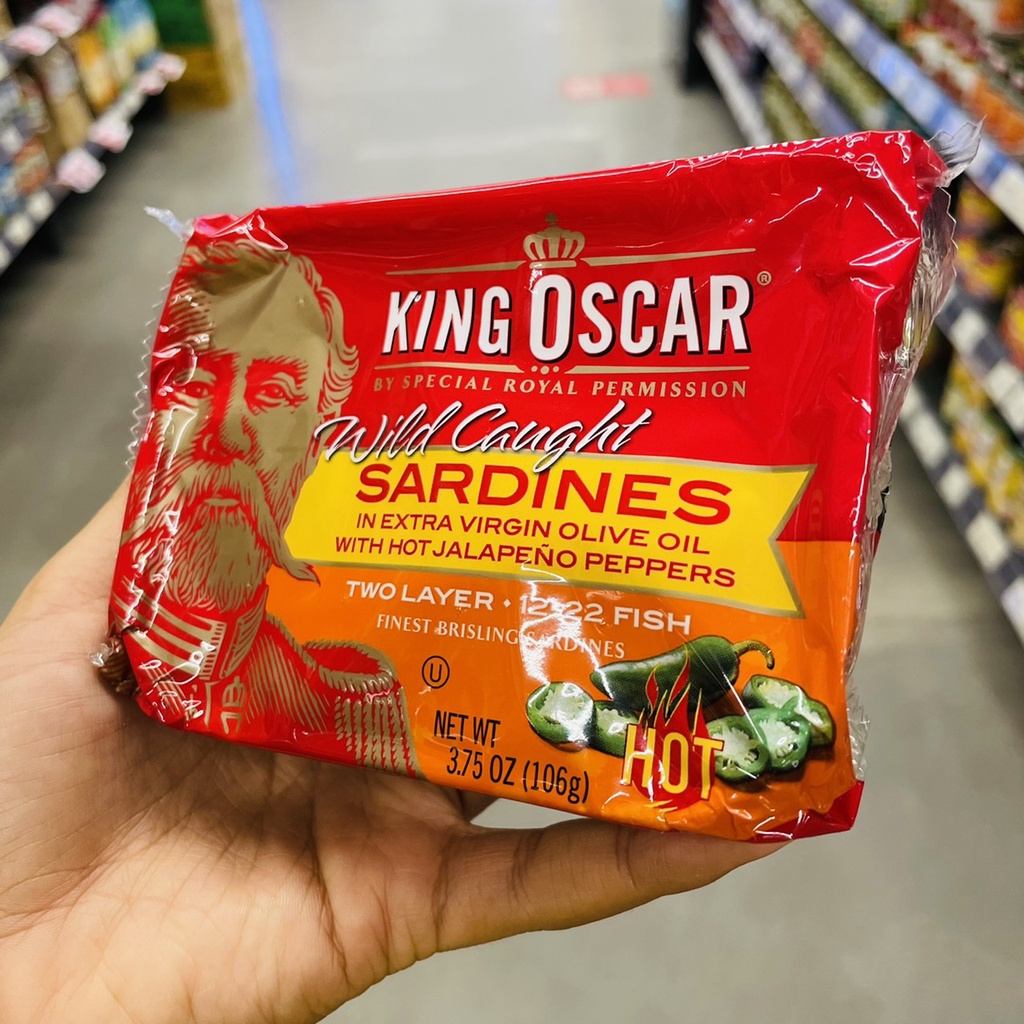 KING OSCAR®
BY SPECIAL ROYAL PERMISSION
Wild Caught
SARDINES
IN EXTRA VIRGIN OLIVE OIL
WITH HOT JALAPEÑO PEPPERS
TWO LAYER • 12-22 FISH
FINEST BRISLING SARDINES
U
NET WT
3.75 OZ (106g)
HOT